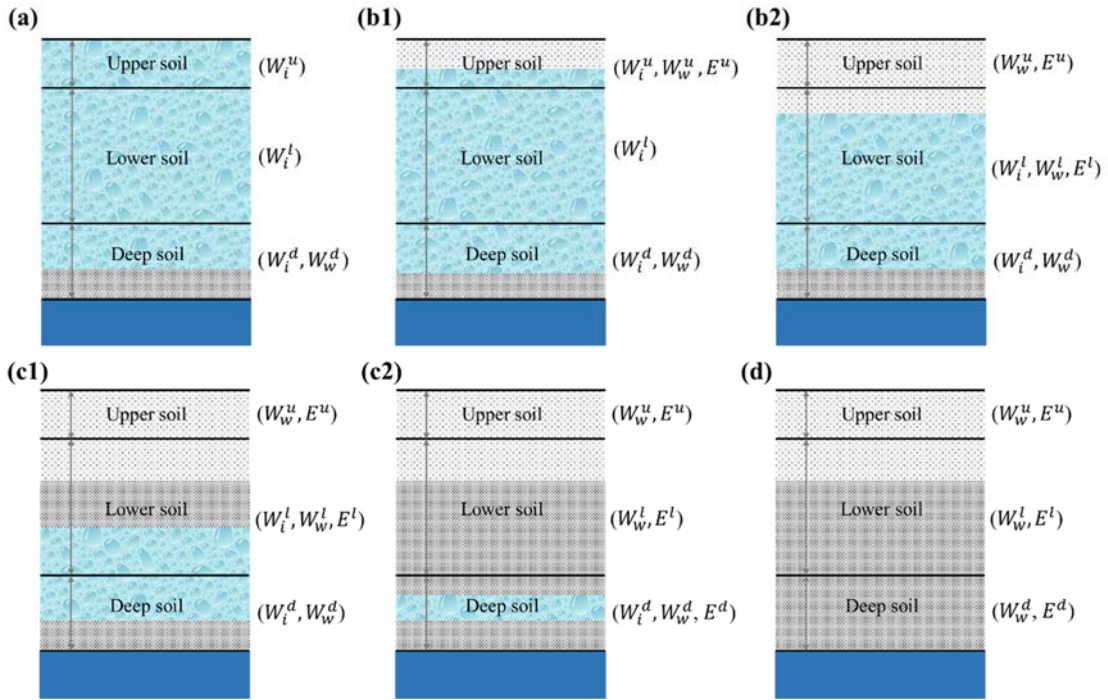 (a)
Upper soil
(W_i^u)
Lower soil
(W_i^l)
Deep soil
(W_i^d, W_w^d)
(b1)
Upper soil
(W_i^u, W_w^u, E^u)
Lower soil
(W_i^l)
Deep soil
(W_i^d, W_w^d)
(b2)
Upper soil
(W_w^u, E^u)
Lower soil
(W_i^l, W_w^l, E^l)
Deep soil
(W_i^d, W_w^d)
(c1)
Upper soil
(W_w^u, E^u)
Lower soil
(W_i^l, W_w^l, E^l)
Deep soil
(W_i^d, W_w^d)
(c2)
Upper soil
(W_w^u, E^u)
Lower soil
(W_w^l, E^l)
Deep soil
(W_i^d, W_w^d, E^d)
(d)
Upper soil
(W_w^u, E^u)
Lower soil
(W_w^l, E^l)
Deep soil
(W_w^d, E^d)